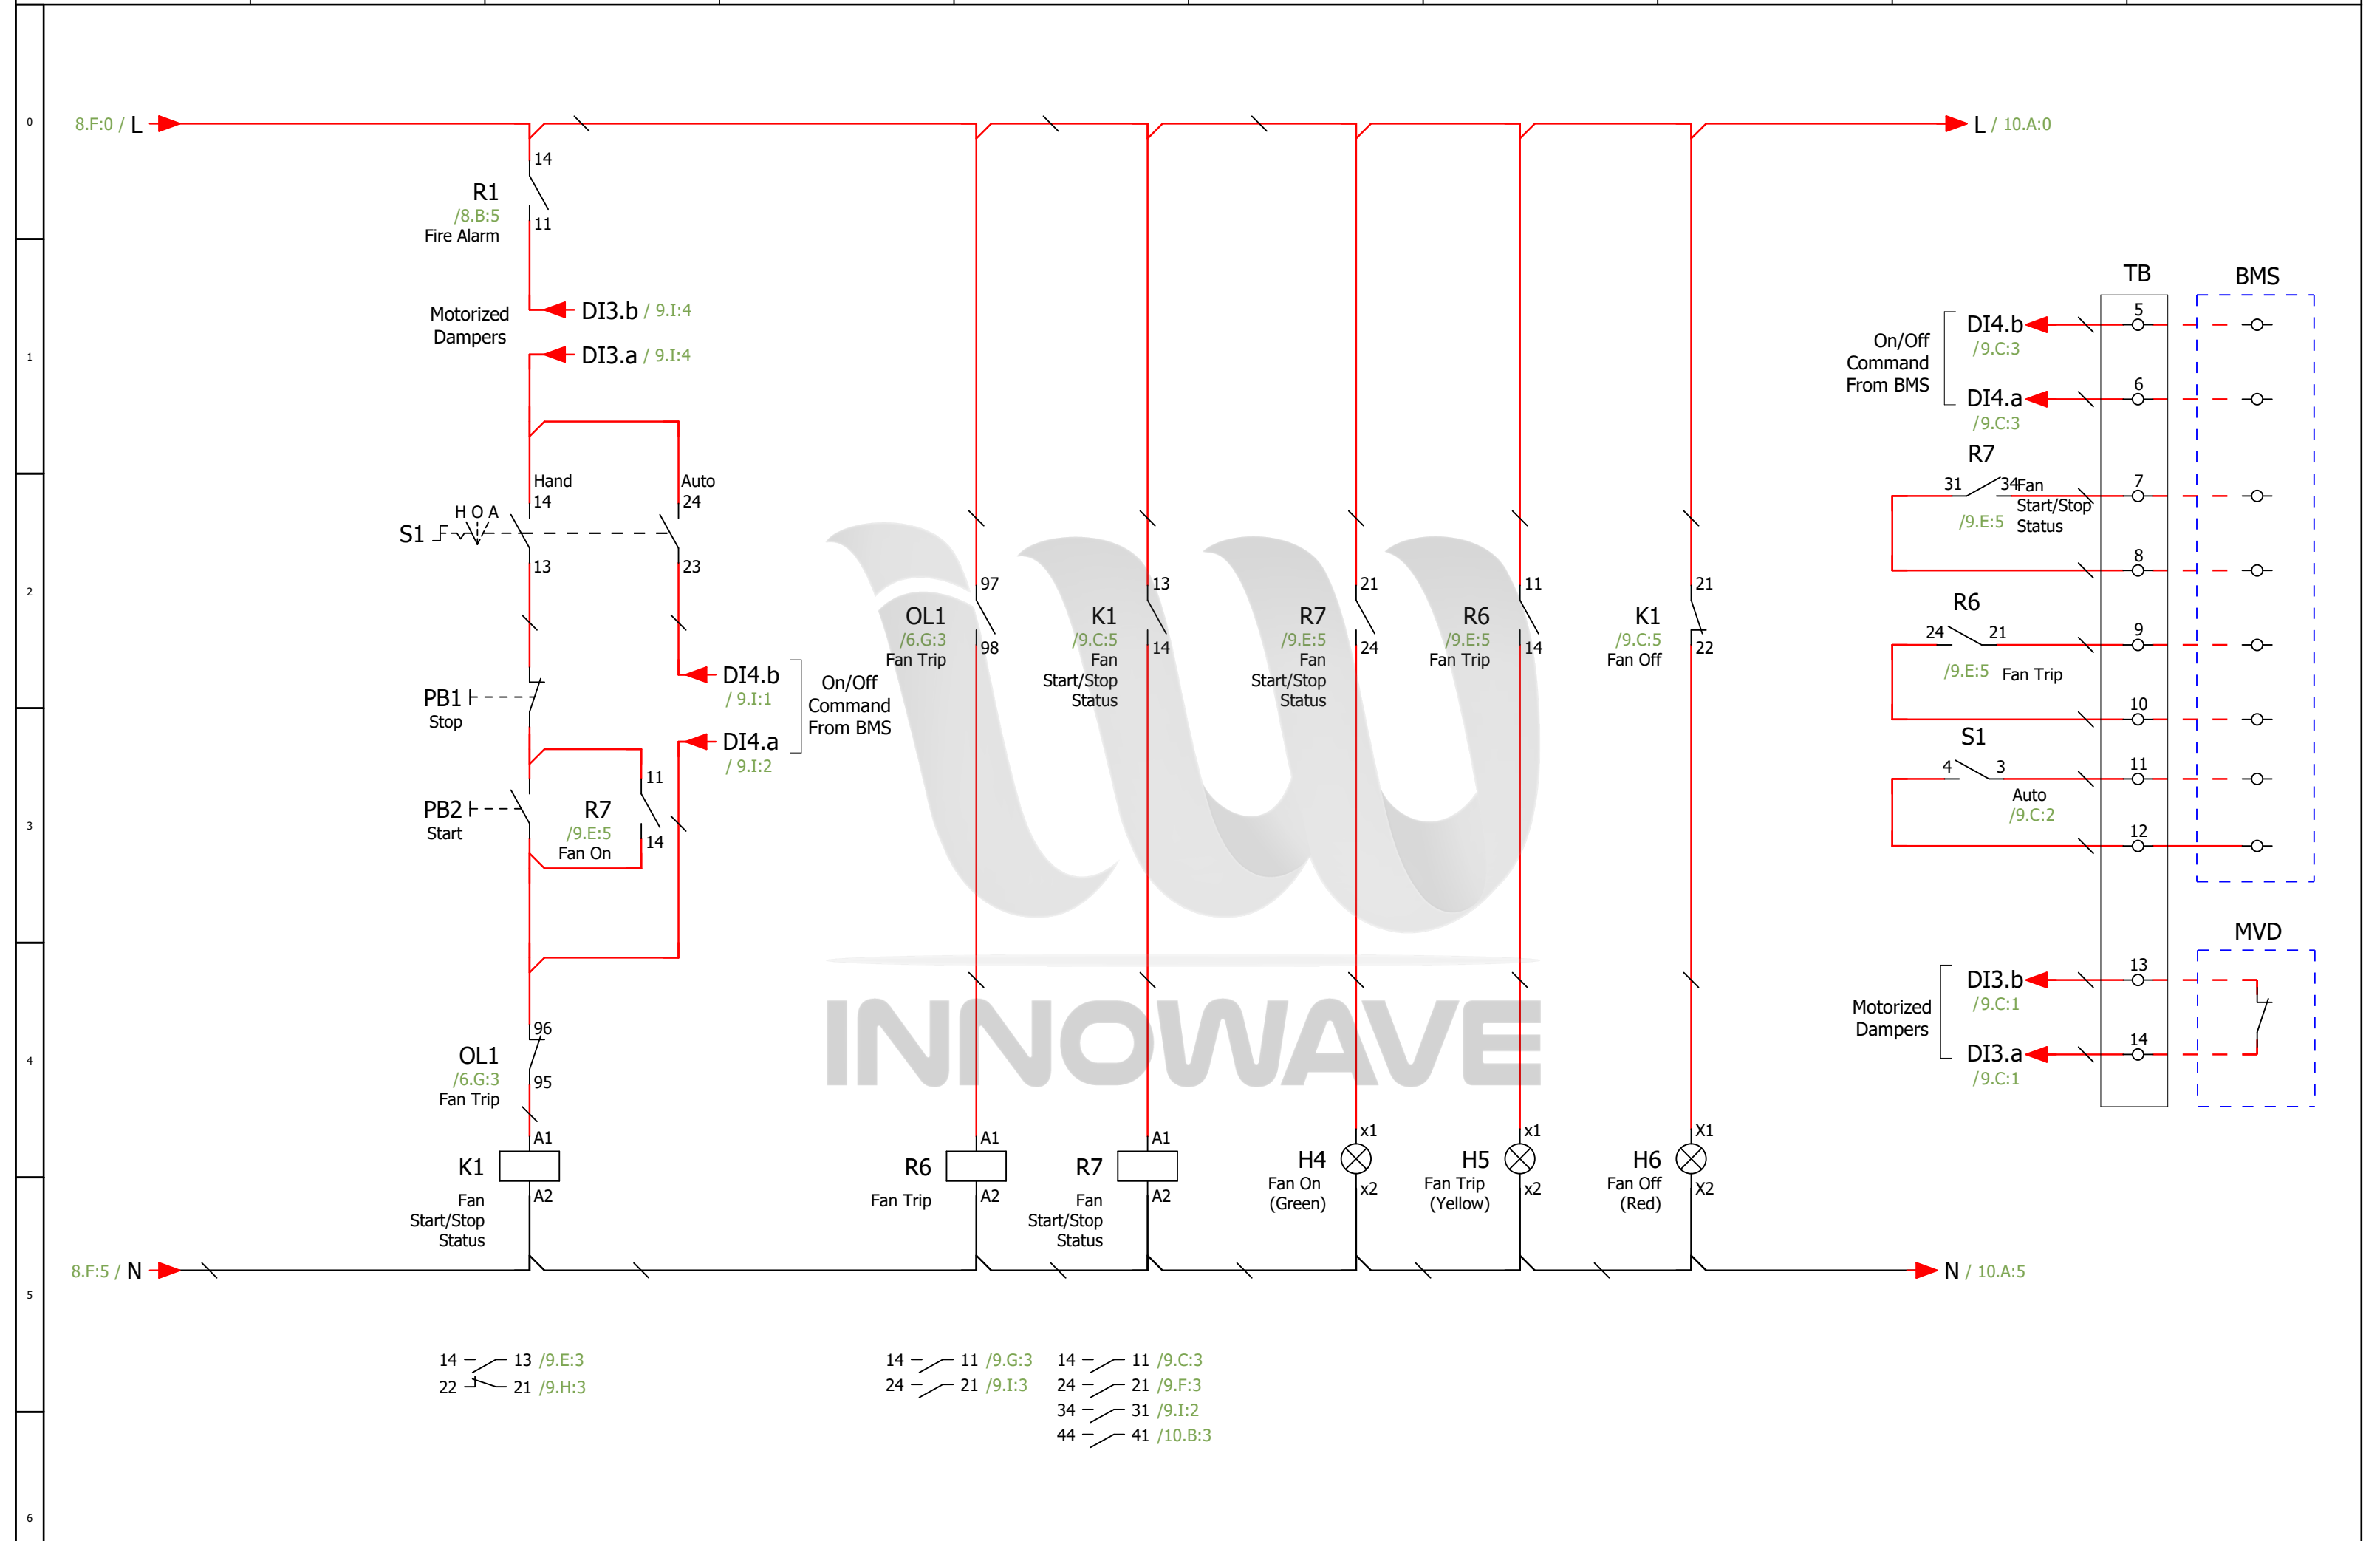 0
8.F:0 / L
L / 10.A:0
14
R1
/8.B:5
11
Fire Alarm
Motorized
Dampers
DI3.b / 9.I:4
1
DI3.a / 9.I:4
Hand
14
Auto
24
H O A
S1
13
23
2
PB1
Stop
DI4.b
/ 9.I:1
On/Off
Command
From BMS
DI4.a
/ 9.I:2
3
PB2
Start
R7
/9.E:5
Fan On
11
14
4
96
OL1
/6.G:3
95
Fan Trip
A1
K1
A2
Fan
Start/Stop
Status
97
OL1
/6.G:3
98
Fan Trip
13
K1
/9.C:5
14
Fan
Start/Stop
Status
21
R7
/9.E:5
24
Fan
Start/Stop
Status
11
R6
/9.E:5
14
Fan Trip
21
K1
/9.C:5
22
Fan Off
INNOWAVE
A1
R6
A2
Fan Trip
A1
R7
A2
Fan
Start/Stop
Status
x1
H4
Fan On
(Green)
x2
x1
H5
Fan Trip
(Yellow)
x2
X1
H6
Fan Off
(Red)
X2
TB
BMS
5
DI4.b
/9.C:3
On/Off
Command
From BMS
6
DI4.a
/9.C:3
R7
31
34
Fan
Start/Stop
Status
/9.E:5
7
8
R6
24
21
9
/9.E:5
Fan Trip
10
S1
4
3
11
Auto
/9.C:2
12
MVD
13
DI3.b
/9.C:1
Motorized
Dampers
14
DI3.a
/9.C:1
8.F:5 / N
N / 10.A:5
5
14 13 /9.E:3
22 21 /9.H:3
14 11 /9.G:3
24 21 /9.I:3
14 11 /9.C:3
24 21 /9.F:3
34 31 /9.I:2
44 41 /10.B:3
6